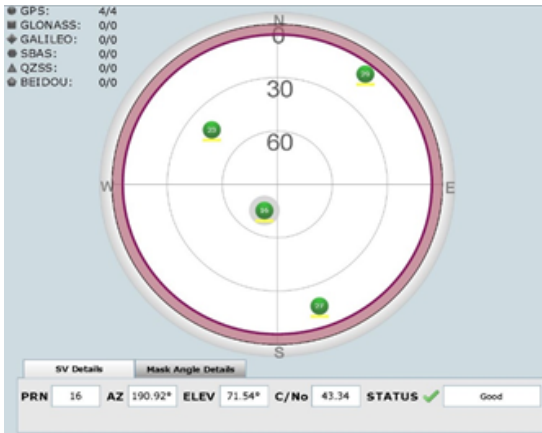 GPS: 4/4
GLONASS: 0/0
GALILEO: 0/0
SBAS: 0/0
QZSS: 0/0
BEIDOU: 0/0
N
0
30
60
W
E
S
SV Details
Mask Angle Details
PRN 16 AZ 190.92° ELEV 71.54° C/No 43.34 STATUS Good